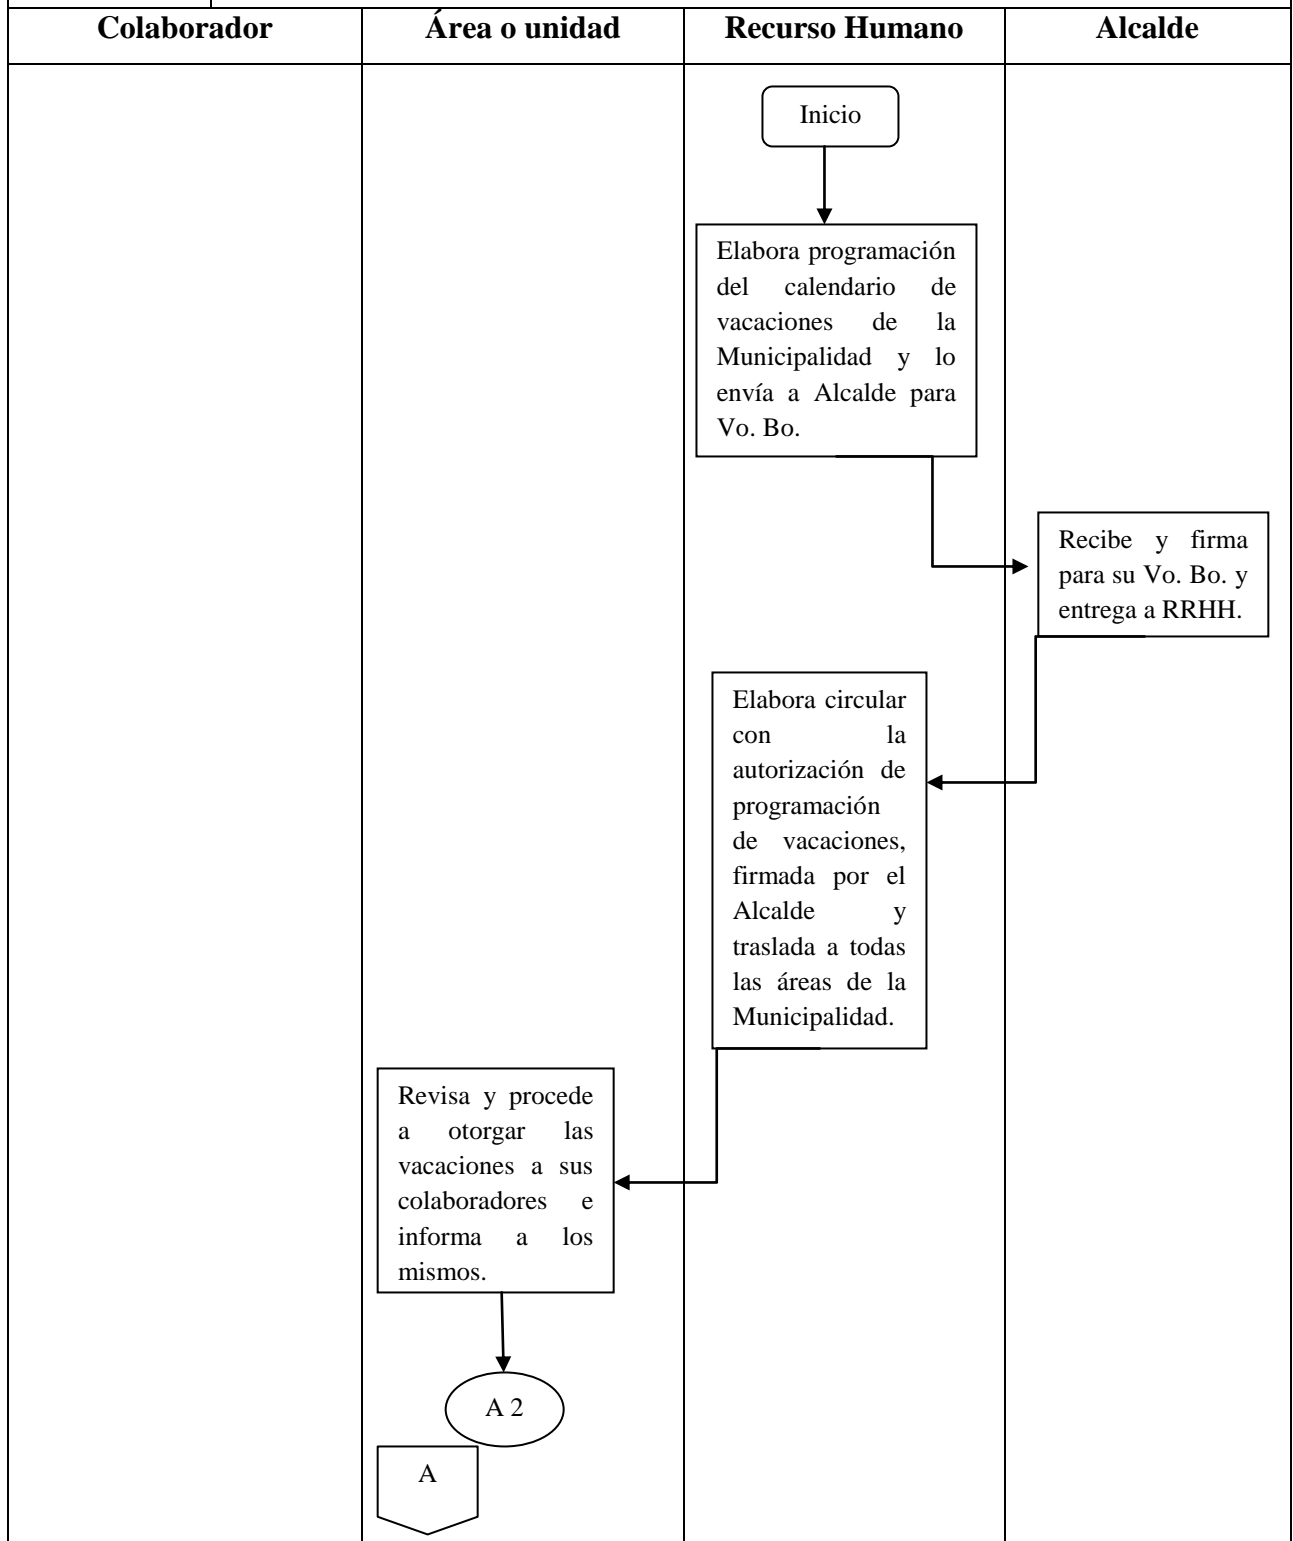 Colaborador Área o unidad Recurso Humano Alcalde
Inicio
Elabora programación
del calendario de
vacaciones de la
Municipalidad y lo
envía a Alcalde para
Vo. Bo.
Recibe y firma
para su Vo. Bo. y
entrega a RRHH.
Elabora circular
con la
autorización de
programación
de vacaciones,
firmada por el
Alcalde y
traslada a todas
las áreas de la
Municipalidad.
Revisa y procede
a otorgar las
vacaciones a sus
colaboradores e
informa a los
mismos.
A 2
A